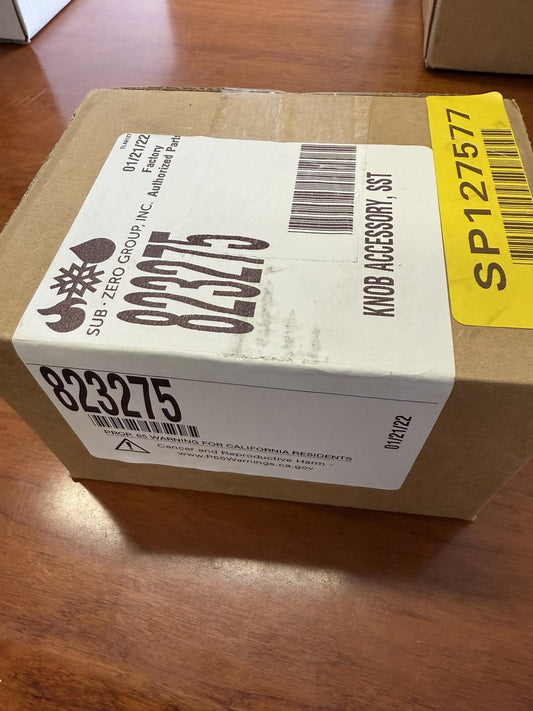 SUB-ZERO GROUP, INC.
01/21/22
Factory
Authorized Parts
823275
KNOB ACCESSORY, SST
SP127577
823275
01/21/22
PROP 65 WARNING FOR CALIFORNIA RESIDENTS
Cancer and Reproductive Harm -
www.P65Warnings.ca.gov